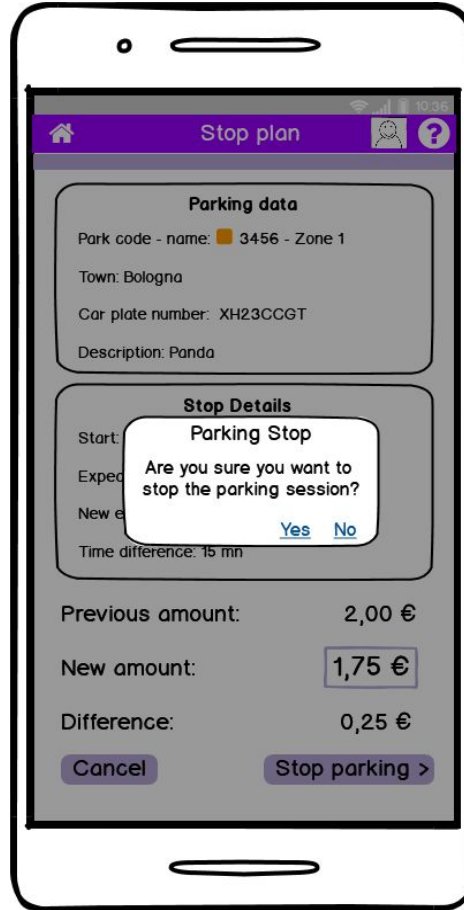 10:36
Stop plan
?
Parking data
Park code - name: 3456 - Zone 1
Town: Bologna
Car plate number: XH23CCGT
Description: Panda
Stop Details
Start:
Parking Stop
Are you sure you want to
stop the parking session?
Yes No
New e
Time difference: 15 mn
Previous amount: 2,00 €
New amount: 1,75 €
Difference: 0,25 €
Cancel Stop parking >